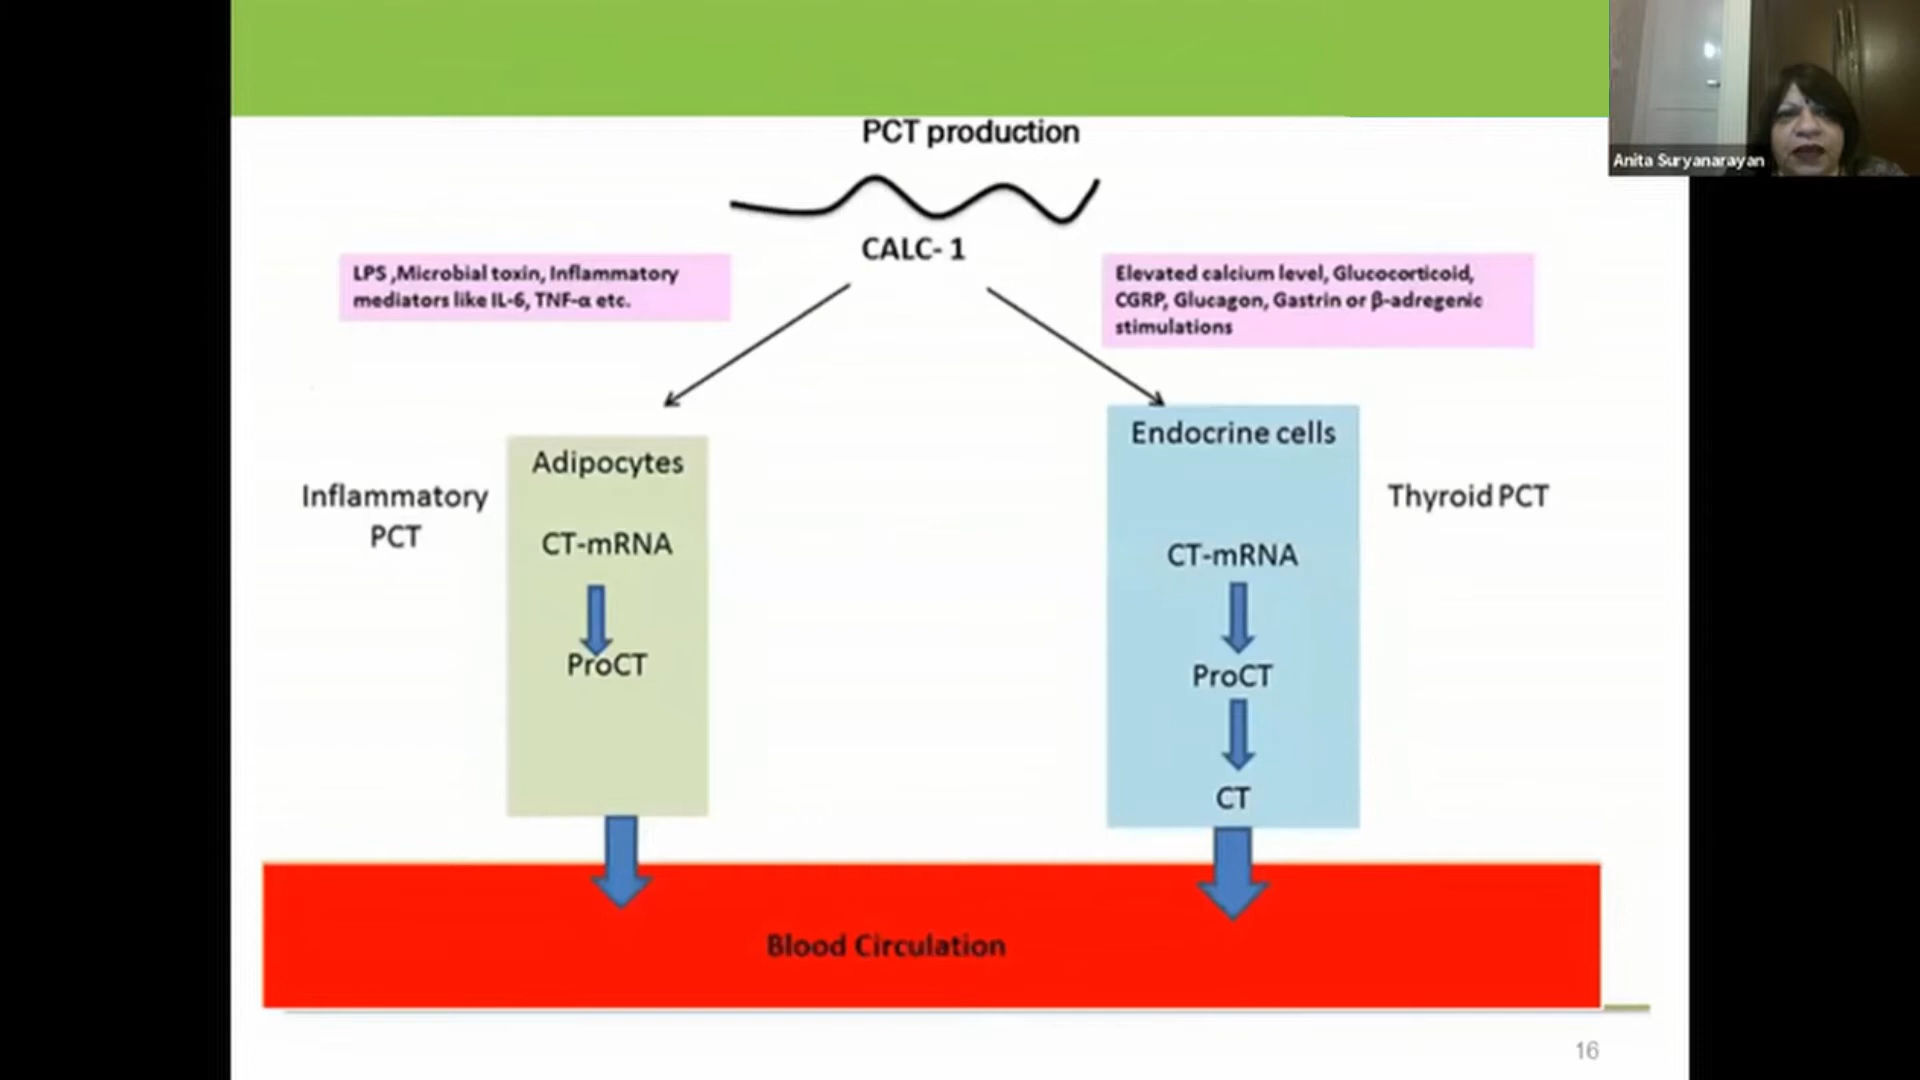 PCT production
Anita Suryanarayan
CALC- 1
LPS ,Microbial toxin, Inflammatory
mediators like IL-6, TNF-α etc.
Elevated calcium level, Glucocorticoid,
CGRP, Glucagon, Gastrin or β-adregenic
stimulations
Inflammatory
PCT
Adipocytes
CT-mRNA
ProCT
Endocrine cells
CT-mRNA
ProCT
CT
Thyroid PCT
Blood Circulation
16